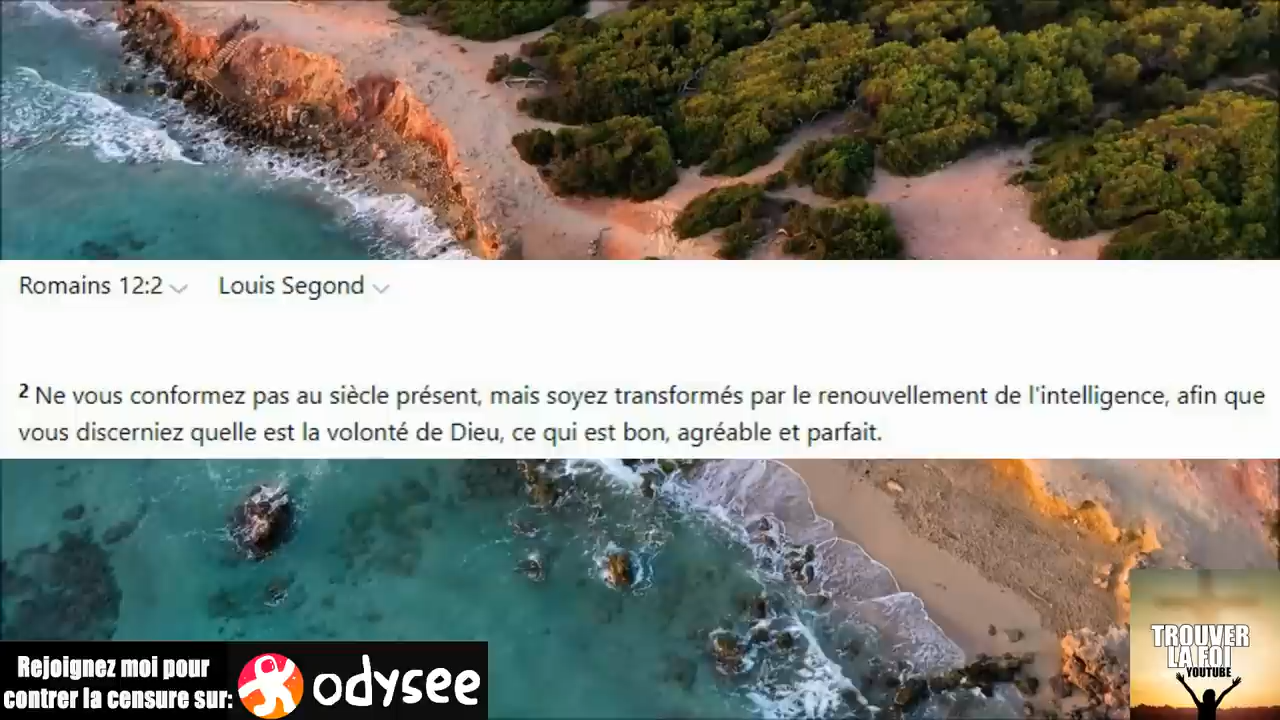 Romains 12:2 Louis Segond
2 Ne vous conformez pas au siècle présent, mais soyez transformés par le renouvellement de l'intelligence, afin que
vous discerniez quelle est la volonté de Dieu, ce qui est bon, agréable et parfait.
Rejoignez moi pour
contrer la censure sur:
odysee
TROUVER
LA FOI
YOUTUBE